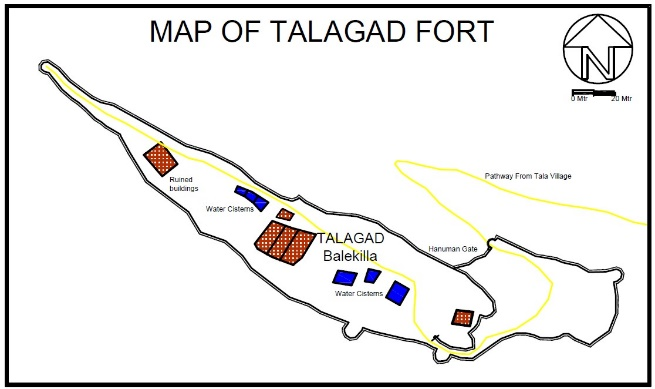 MAP OF TALAGAD FORT
N
0 Mtr 20 Mtr
Pathway From Tala Village
Ruined
buildings
Water Cisterns
TALAGAD
Balekilla
Hanuman Gate
Water Cisterns